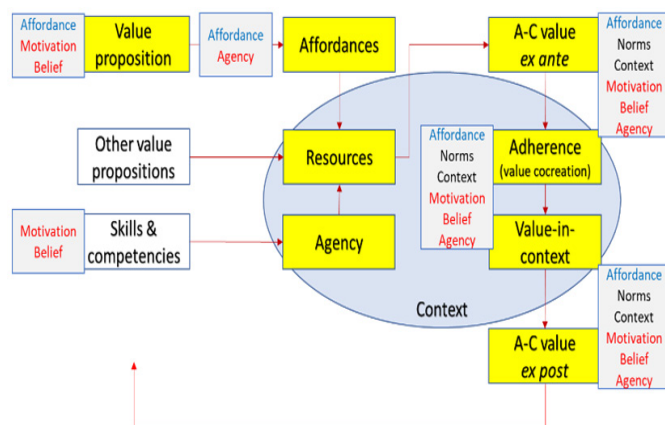 Affordance
Motivation
Belief
Value
proposition
Affordance
Agency
Affordances
A-C value
ex ante
Affordance
Norms
Context
Motivation
Belief
Agency
Other value
propositions
Resources
Affordance
Norms
Context
Motivation
Belief
Agency
Adherence
(value cocreation)
Motivation
Belief
Skills &
competencies
Agency
Value-in-
context
Context
A-C value
ex post
Affordance
Norms
Context
Motivation
Belief
Agency